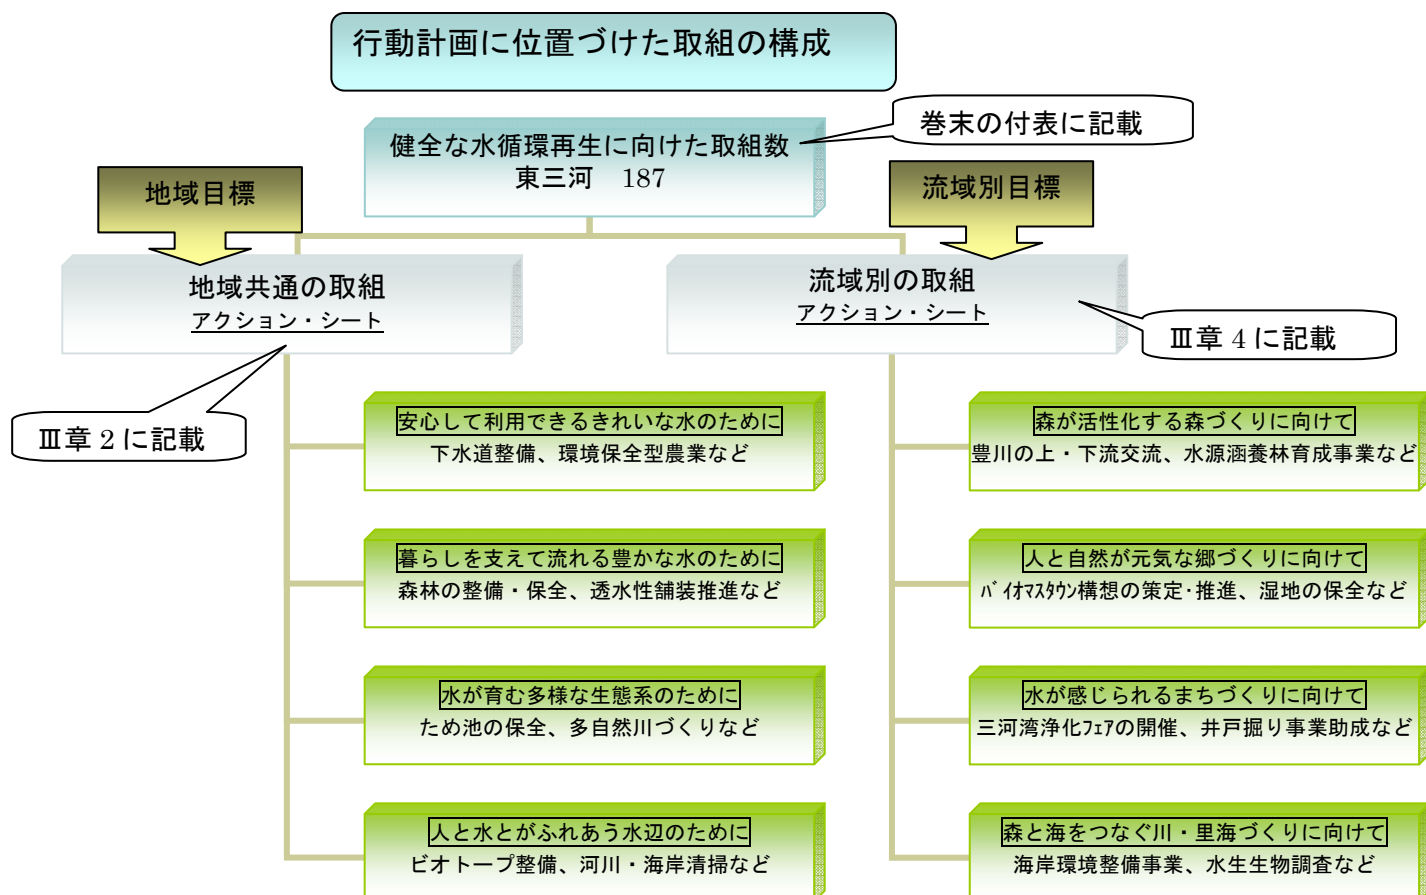 行動計画に位置づけた取組の構成
巻末の付表に記載
健全な水循環再生に向けた取組数
東三河　187
地域目標
流域別目標
地域共通の取組
アクション・シート
流域別の取組
アクション・シート
Ⅲ章 2 に記載
Ⅲ章 4 に記載
安心して利用できるきれいな水のために
下水道整備、環境保全型農業など
暮らしを支えて流れる豊かな水のために
森林の整備・保全、透水性舗装推進など
水が育む多様な生態系のために
ため池の保全、多自然川づくりなど
人と水とがふれあう水辺のために
ビオトープ整備、河川・海岸清掃など
森が活性化する森づくりに向けて
豊川の上・下流交流、水源涵養林育成事業など
人と自然が元気な郷づくりに向けて
ﾊﾞｲｵﾏｽﾀｳﾝ構想の策定･推進、湿地の保全など
水が感じられるまちづくりに向けて
三河湾浄化ﾌｪｱの開催、井戸掘り事業助成など
森と海をつなぐ川・里海づくりに向けて
海岸環境整備事業、水生生物調査など